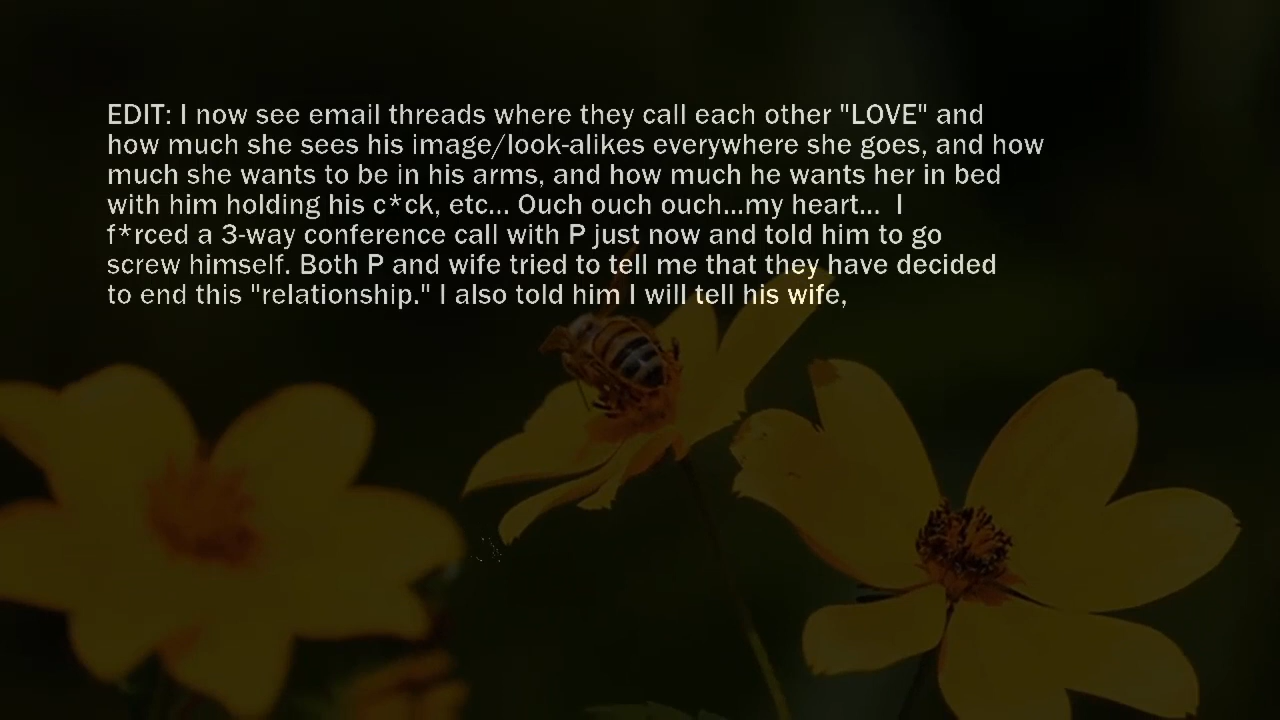 EDIT: I now see email threads where they call each other "LOVE" and
how much she sees his image/look-alikes everywhere she goes, and how
much she wants to be in his arms, and how much he wants her in bed
with him holding his c*ck, etc... Ouch ouch ouch...my heart... I
f*rced a 3-way conference call with P just now and told him to go
screw himself. Both P and wife tried to tell me that they have decided
to end this "relationship." I also told him I will tell his wife,